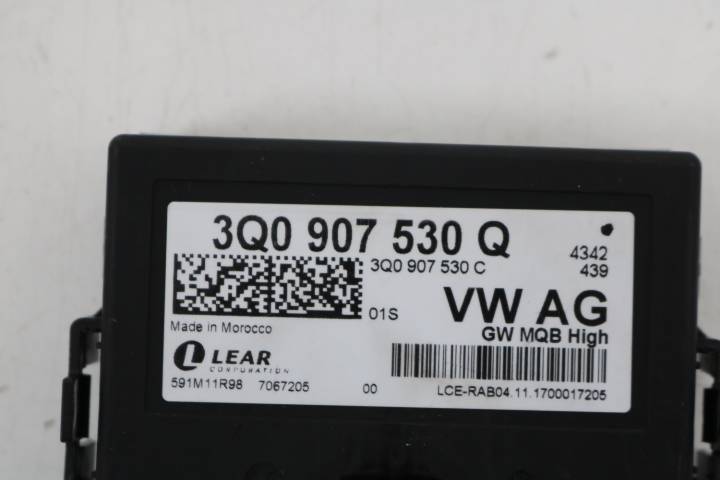 3Q0 907 530 Q
4342
3Q0 907 530 C
439
01S
VW AG
Made in Morocco
GW MQB High
LEAR
CORPORATION
591M11R98 7067205 00 LCE-RAB04.11.1700017205